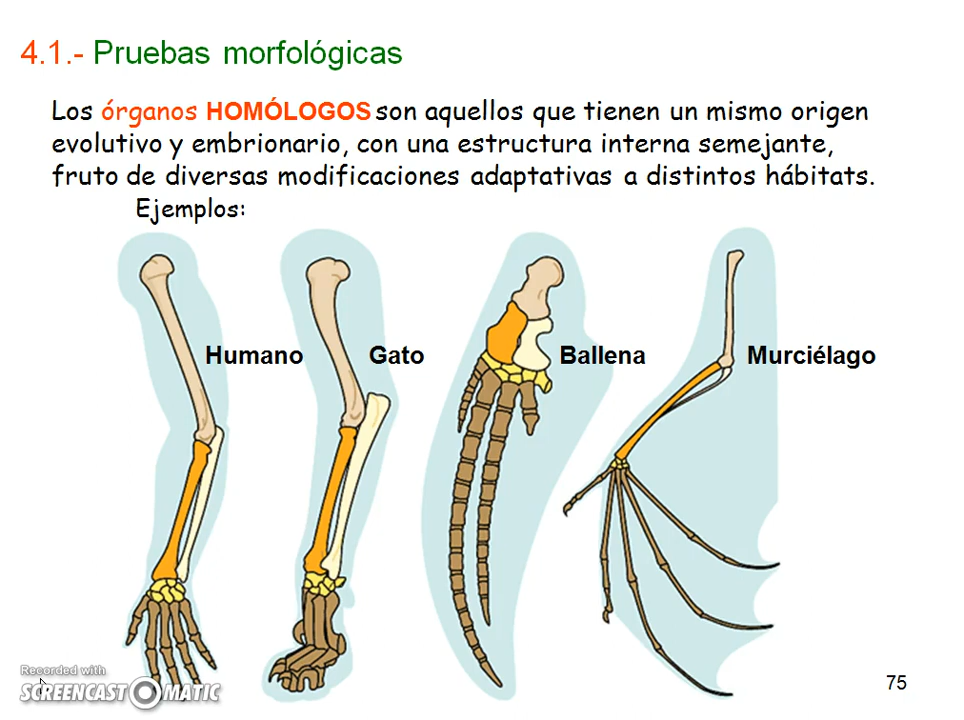 4.1.- Pruebas morfológicas
Los órganos HOMÓLOGOS son aquellos que tienen un mismo origen
evolutivo y embrionario, con una estructura interna semejante,
fruto de diversas modificaciones adaptativas a distintos hábitats.
Ejemplos:
Humano Gato Ballena Murciélago
Recorded with
SCREENCAST-O-MATIC
75